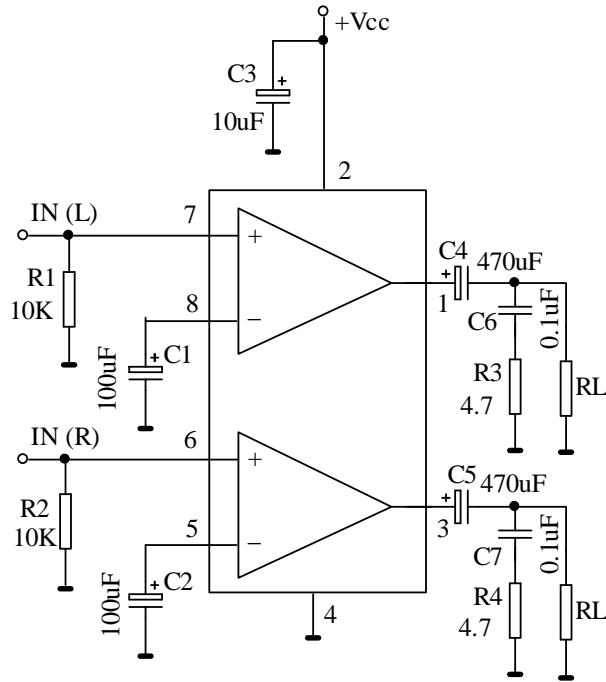 +Vcc
C3
+
10uF
2
IN (L)
7
+
R1
10K
8
−
+
C1
100uF
C4
+
470uF
1
C6
0.1uF
R3
4.7
RL
IN (R)
6
+
R2
10K
5
−
+
C2
100uF
C5
+
470uF
3
C7
0.1uF
R4
4.7
RL
4